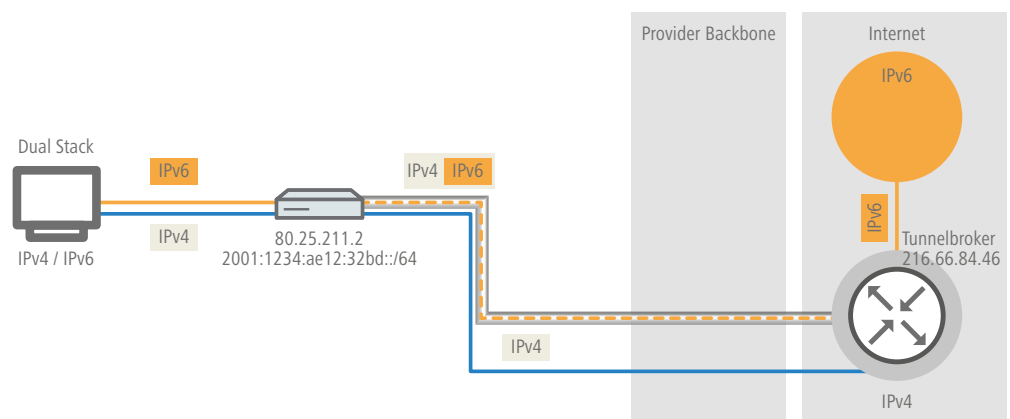 Provider Backbone
Internet
IPv6
Dual Stack
IPv6
IPv4 IPv6
IPv6
IPv4
80.25.211.2
Tunnelbroker
IPv4 / IPv6
2001:1234:ae12:32bd::/64
216.66.84.46
IPv4
IPv4